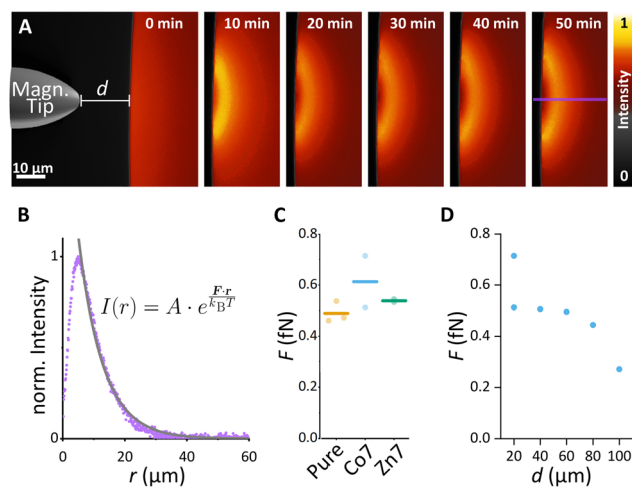 A
0 min
10 min
20 min
30 min
40 min
50 min
Magn.
Tip
d
10 μm
1
Intensity
0
B
norm. Intensity
1
0
I(r) = A · e^(F·r / k_B T)
0 20 40 60
r (μm)
C
F (fN)
0.8
0.6
0.4
0.2
0.0
Pure
Co7
Zn7
D
F (fN)
0.8
0.6
0.4
0.2
0.0
20 40 60 80 100
d (μm)